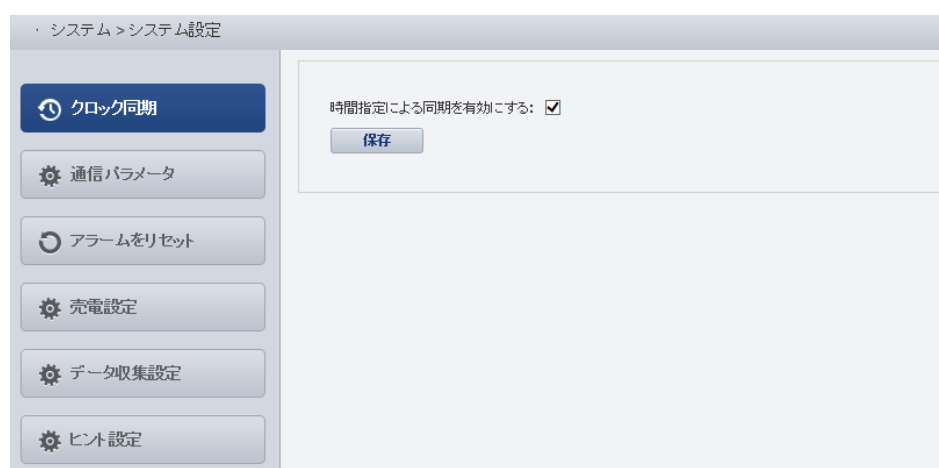 · システム > システム設定
クロック同期
時間指定による同期を有効にする:
保存
通信パラメータ
アラームをリセット
売電設定
データ収集設定
ヒント設定